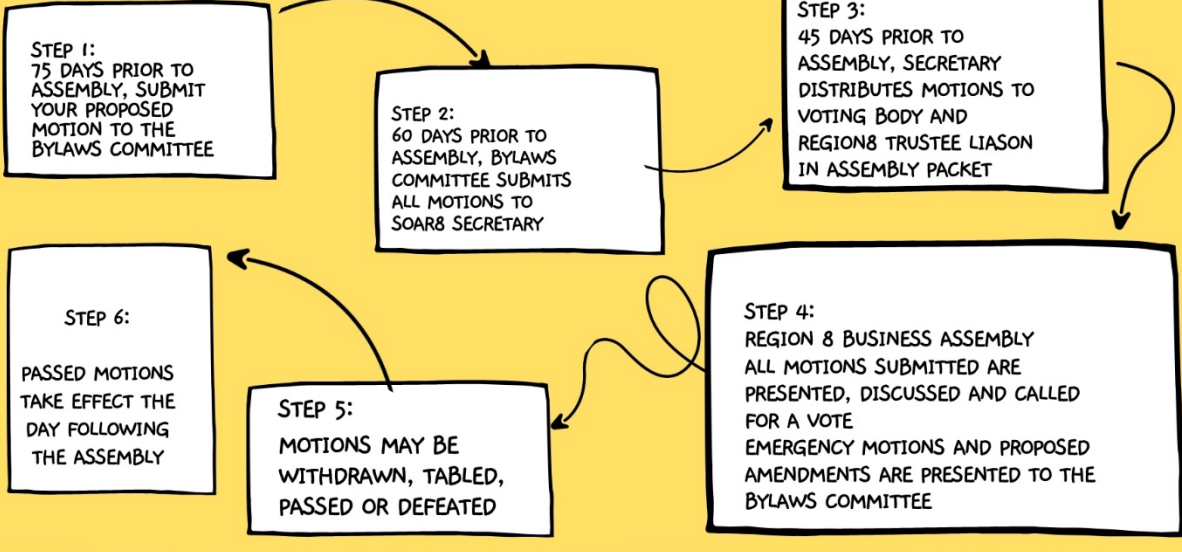 STEP 1:
75 DAYS PRIOR TO
ASSEMBLY, SUBMIT
YOUR PROPOSED
MOTION TO THE
BYLAWS COMMITTEE
STEP 2:
60 DAYS PRIOR TO
ASSEMBLY, BYLAWS
COMMITTEE SUBMITS
ALL MOTIONS TO
SOAR8 SECRETARY
STEP 3:
45 DAYS PRIOR TO
ASSEMBLY, SECRETARY
DISTRIBUTES MOTIONS TO
VOTING BODY AND
REGION8 TRUSTEE LIASON
IN ASSEMBLY PACKET
STEP 4:
REGION 8 BUSINESS ASSEMBLY
ALL MOTIONS SUBMITTED ARE
PRESENTED, DISCUSSED AND CALLED
FOR A VOTE
EMERGENCY MOTIONS AND PROPOSED
AMENDMENTS ARE PRESENTED TO THE
BYLAWS COMMITTEE
STEP 5:
MOTIONS MAY BE
WITHDRAWN, TABLED,
PASSED OR DEFEATED
STEP 6:
PASSED MOTIONS
TAKE EFFECT THE
DAY FOLLOWING
THE ASSEMBLY